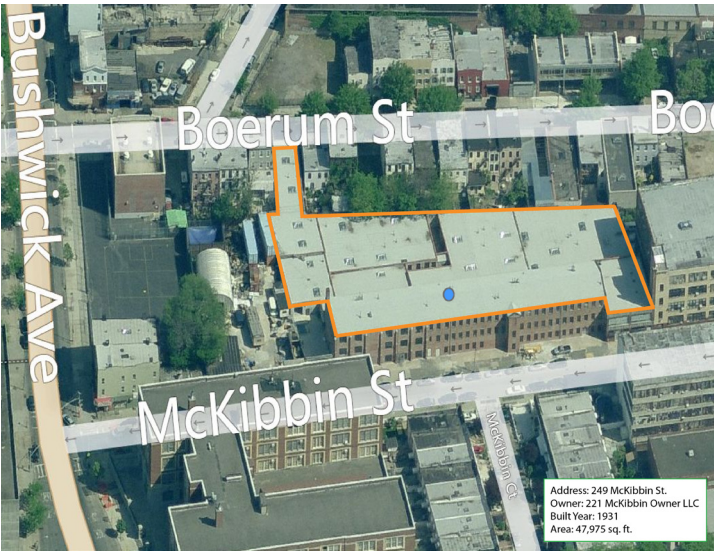 Bushwick Ave
Boerum St
Boe
McKibbin St
McKibbin Ct
Address: 249 McKibbin St.
Owner: 221 McKibbin Owner LLC
Built Year: 1931
Area: 47,975 sq. ft.